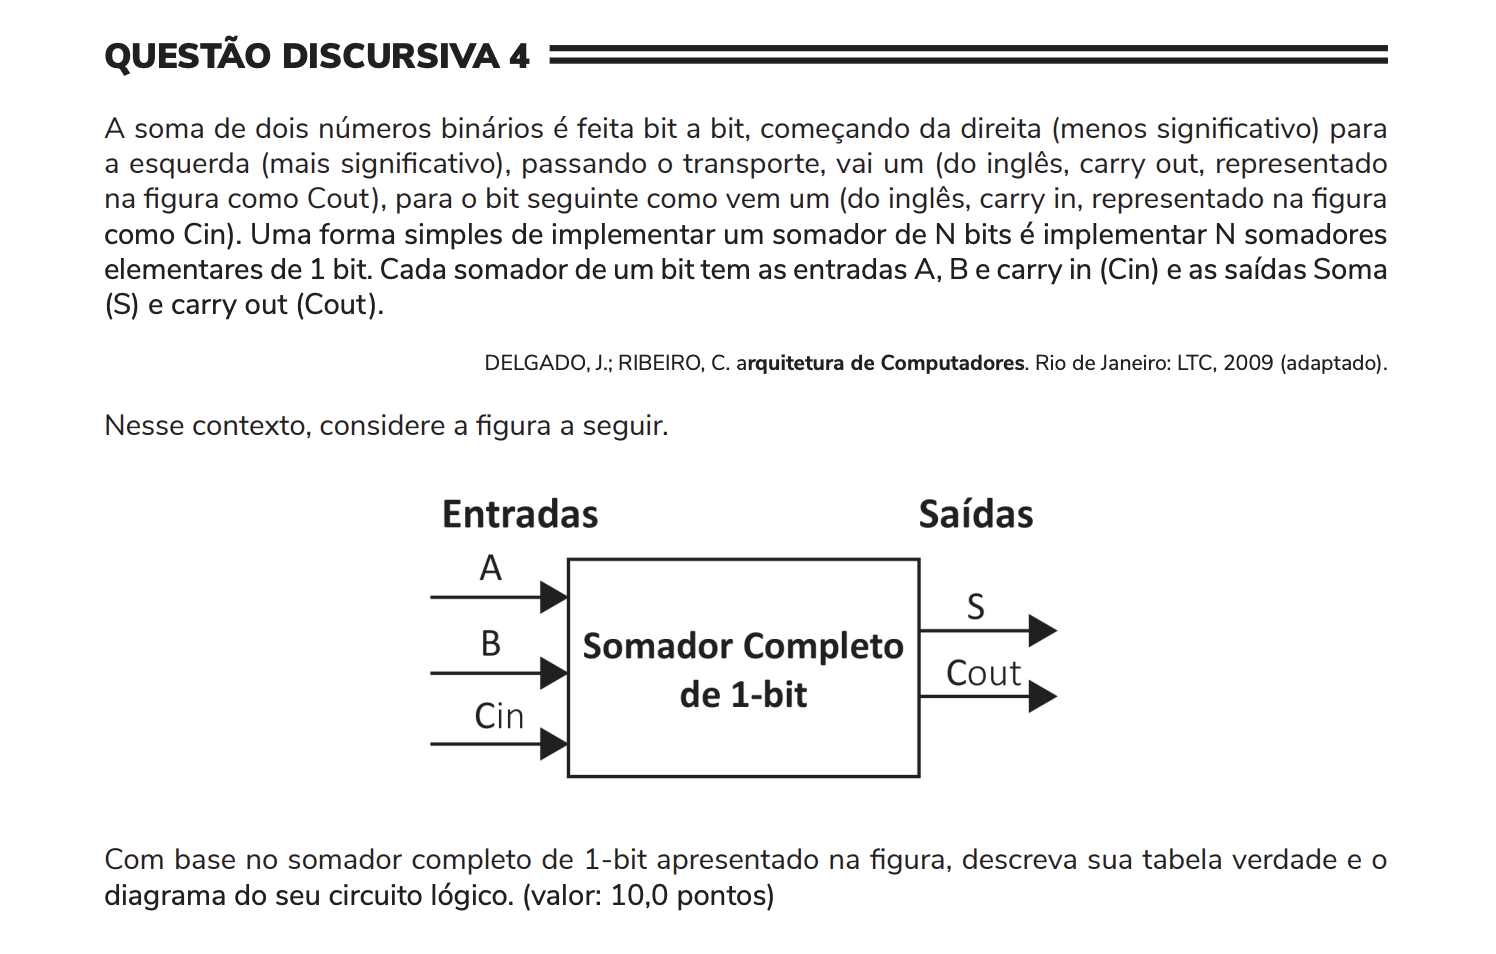 QUESTÃO DISCURSIVA 4
A soma de dois números binários é feita bit a bit, começando da direita (menos significativo) para
a esquerda (mais significativo), passando o transporte, vai um (do inglês, carry out, representado
na figura como Cout), para o bit seguinte como vem um (do inglês, carry in, representado na figura
como Cin). Uma forma simples de implementar um somador de N bits é implementar N somadores
elementares de 1 bit. Cada somador de um bit tem as entradas A, B e carry in (Cin) e as saídas Soma
(S) e carry out (Cout).
DELGADO, J.; RIBEIRO, C. arquitetura de Computadores. Rio de Janeiro: LTC, 2009 (adaptado).
Nesse contexto, considere a figura a seguir.
Entradas
Saídas
A
B
Cin
Somador Completo
de 1-bit
S
Cout
Com base no somador completo de 1-bit apresentado na figura, descreva sua tabela verdade e o
diagrama do seu circuito lógico. (valor: 10,0 pontos)